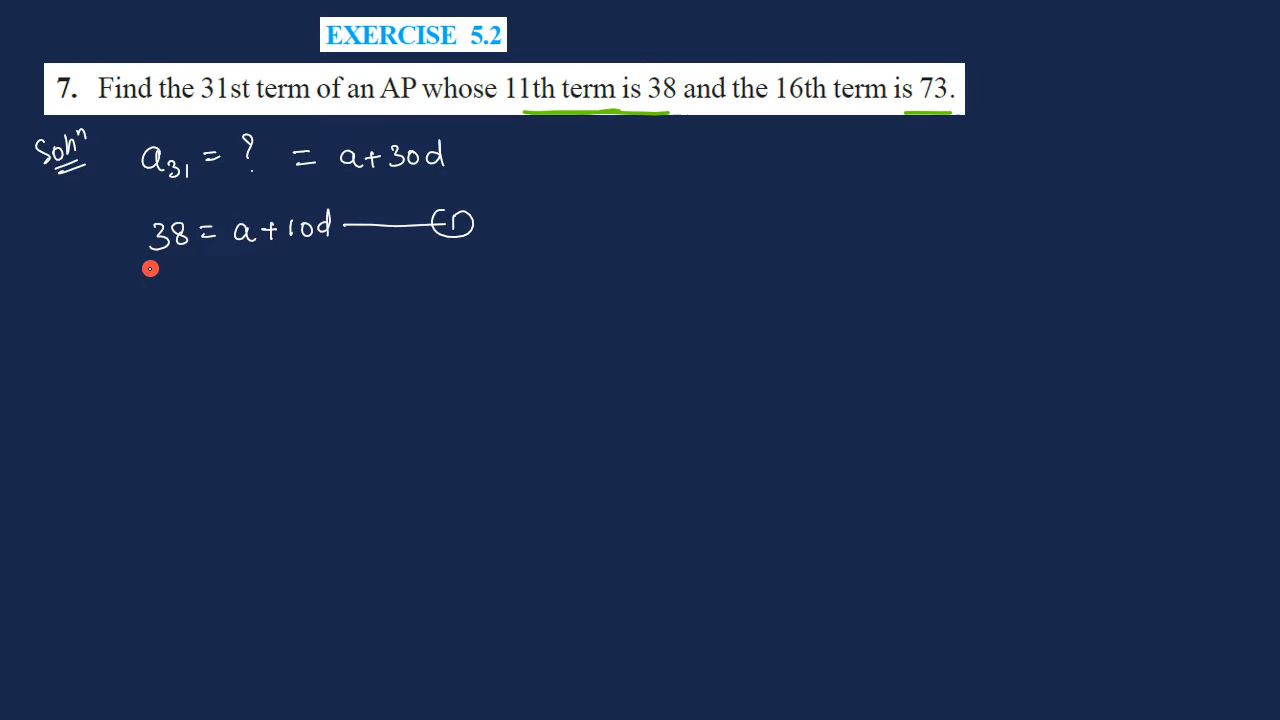 EXERCISE 5.2
7. Find the 31st term of an AP whose 11th term is 38 and the 16th term is 73.
Solⁿ a₃₁ = ? = a+30d
38 = a+10d ——— ①